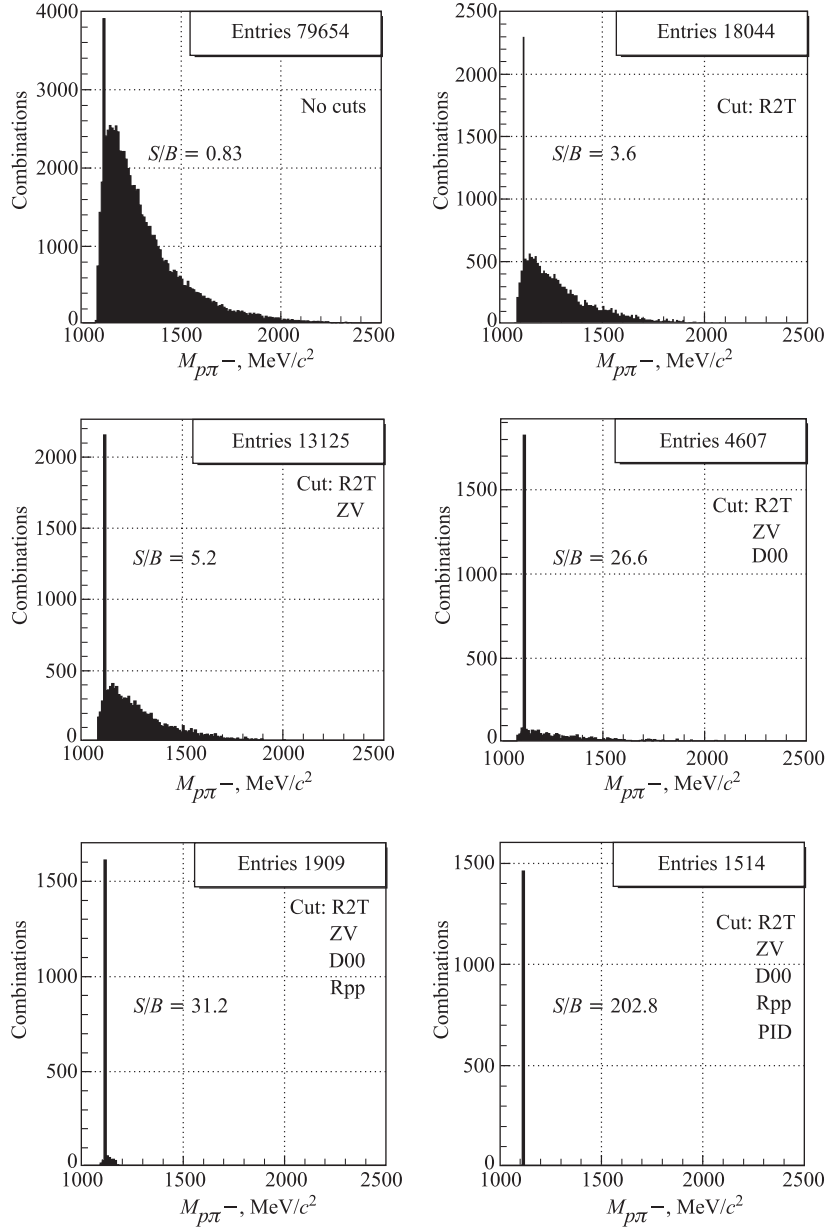 Entries 79654
No cuts
S/B = 0.83
Combinations
4000
3000
2000
1000
0
1000 1500 2000 2500
M_{pπ}−, MeV/c²
Entries 18044
Cut: R2T
S/B = 3.6
Combinations
2500
2000
1500
1000
500
0
1000 1500 2000 2500
M_{pπ}−, MeV/c²
Entries 13125
Cut: R2T
ZV
S/B = 5.2
Combinations
2000
1500
1000
500
0
1000 1500 2000 2500
M_{pπ}−, MeV/c²
Entries 4607
Cut: R2T
ZV
D00
S/B = 26.6
Combinations
1500
1000
500
0
1000 1500 2000 2500
M_{pπ}−, MeV/c²
Entries 1909
Cut: R2T
ZV
D00
Rpp
S/B = 31.2
Combinations
1500
1000
500
0
1000 1500 2000 2500
M_{pπ}−, MeV/c²
Entries 1514
Cut: R2T
ZV
D00
Rpp
PID
S/B = 202.8
Combinations
1500
1000
500
0
1000 1500 2000 2500
M_{pπ}−, MeV/c²